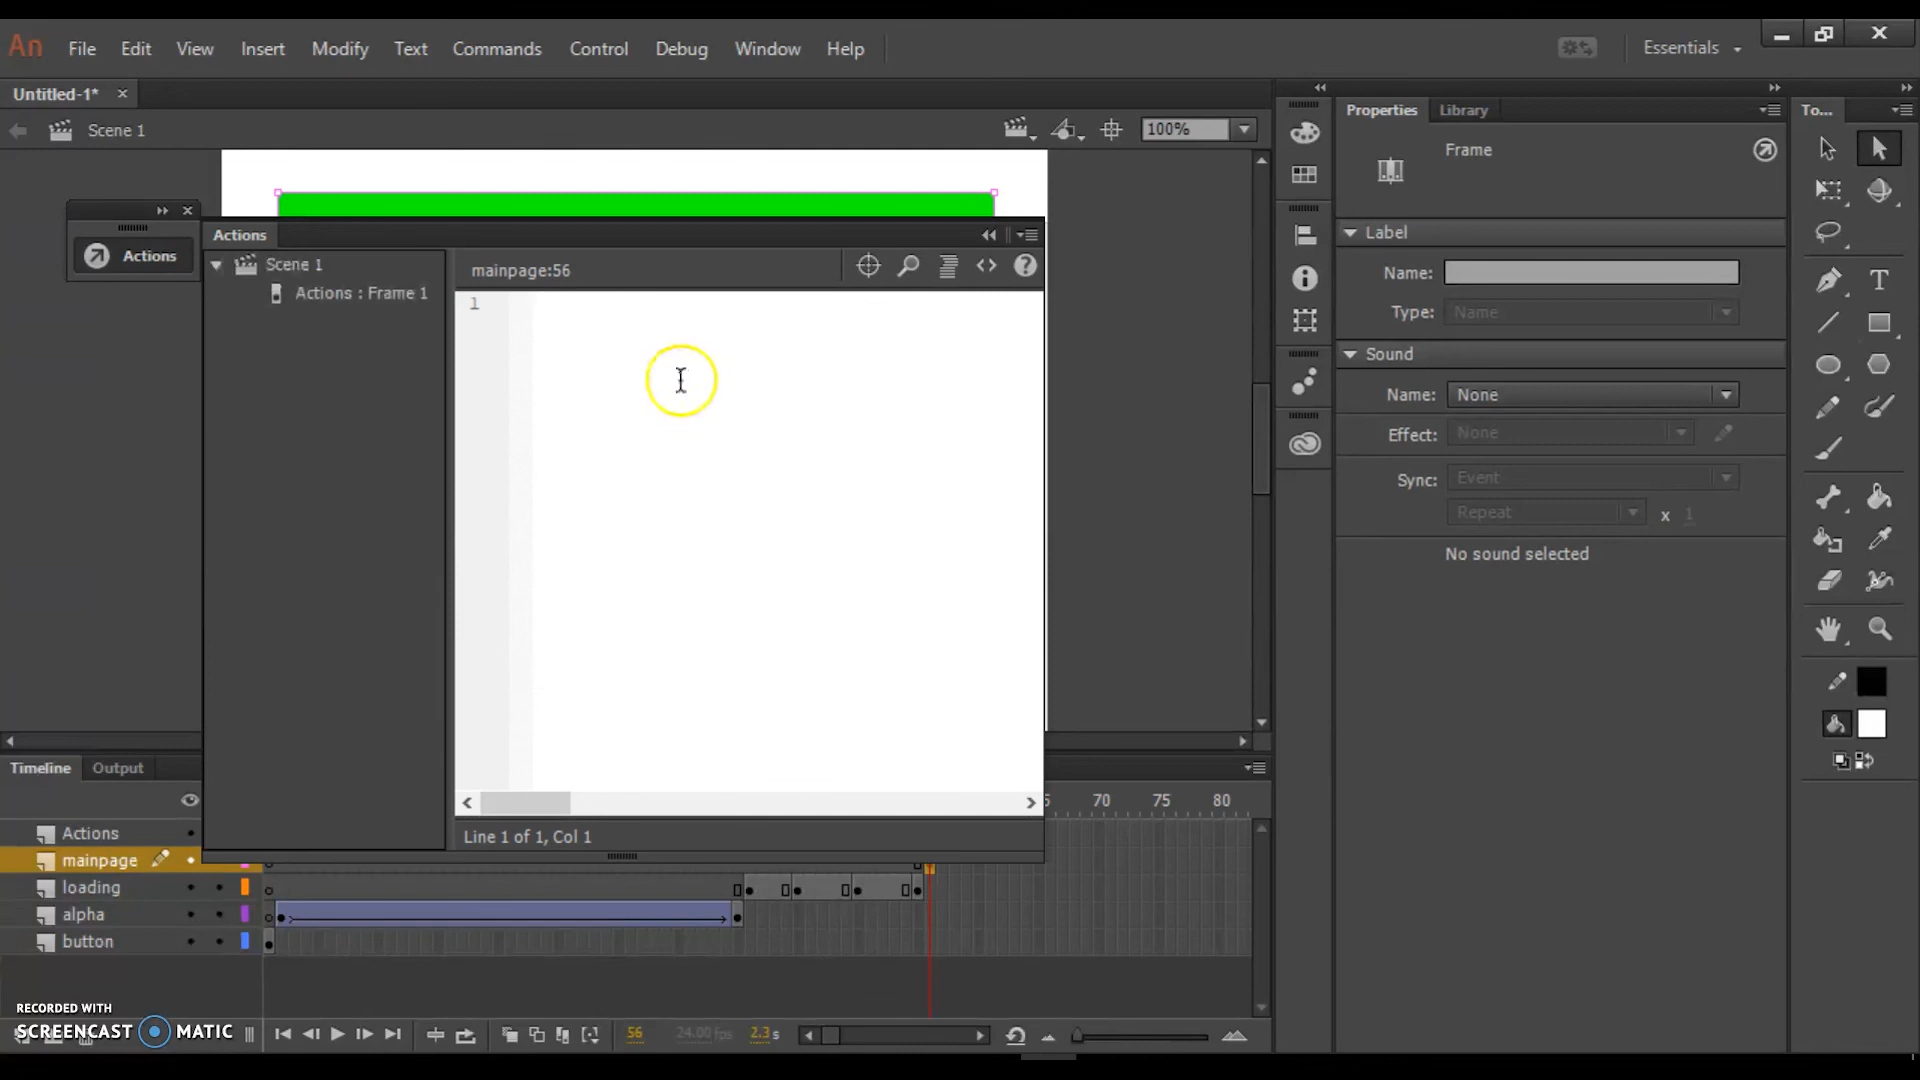 An File Edit View Insert Modify Text Commands Control Debug Window Help Essentials
Untitled-1* ×
Scene 1 100%
Properties Library To...
Frame
Actions
Actions
Scene 1
Actions : Frame 1
mainpage:56
1
Label
Name:
Type: Name
Sound
Name: None
Effect: None
Sync: Event
Repeat x 1
No sound selected
Line 1 of 1, Col 1
Timeline Output
5 70 75 80
Actions
mainpage
loading
alpha
button
RECORDED WITH
SCREENCAST MATIC
56 24.00 fps 2.3 s